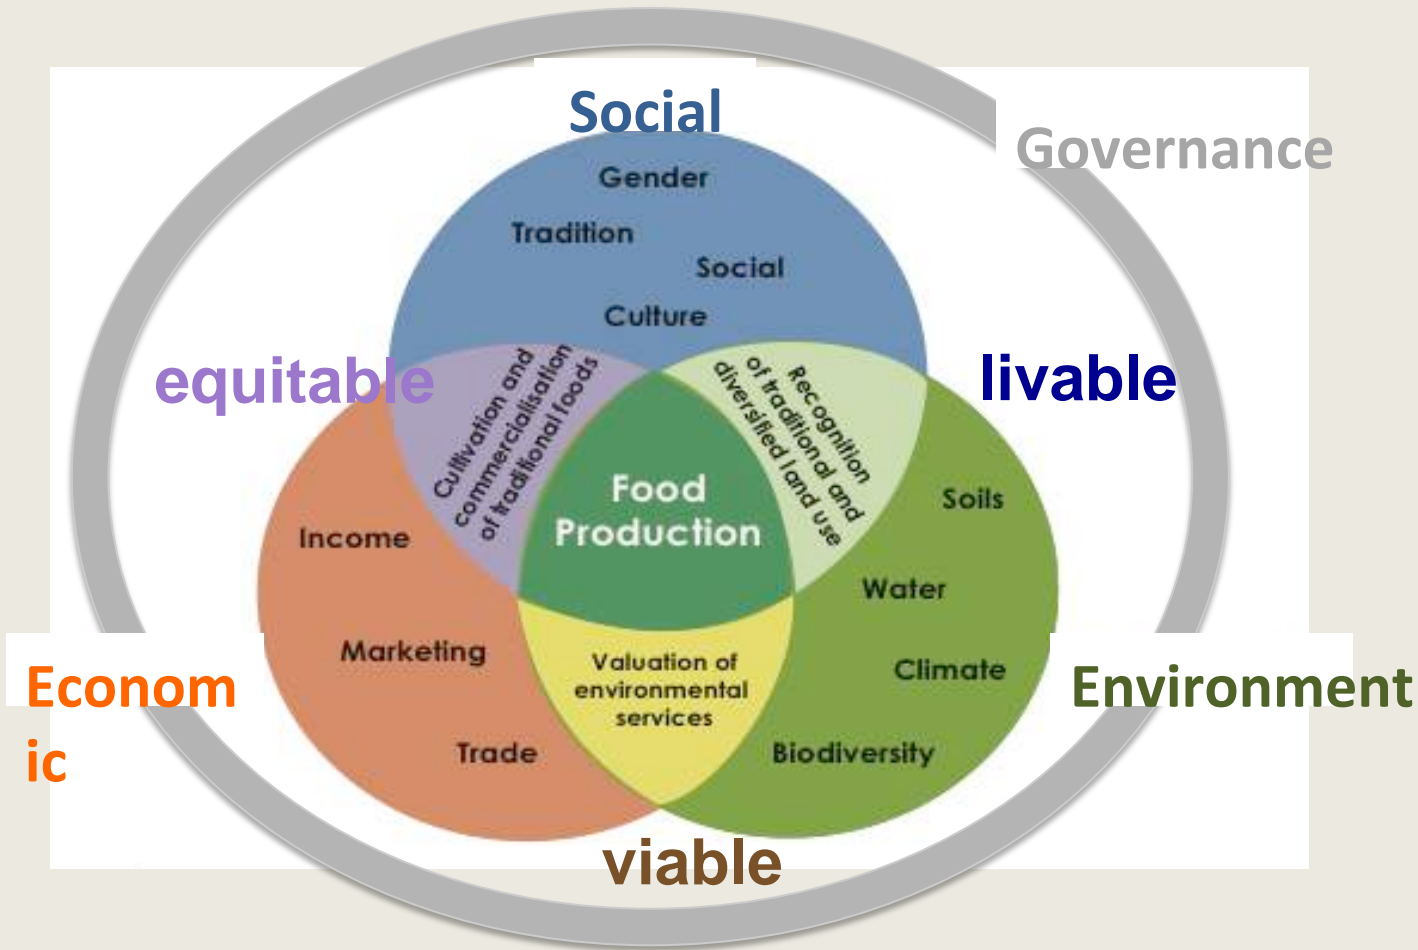 Social
Governance
Gender
Tradition
Social
Culture
equitable
livable
Cultivation and
commercialisation
of traditional foods
Recognition
of traditional and
diversified land use
Food
Production
Income
Marketing
Trade
Soils
Water
Climate
Biodiversity
Valuation of
environmental
services
Econom
ic
Environment
viable